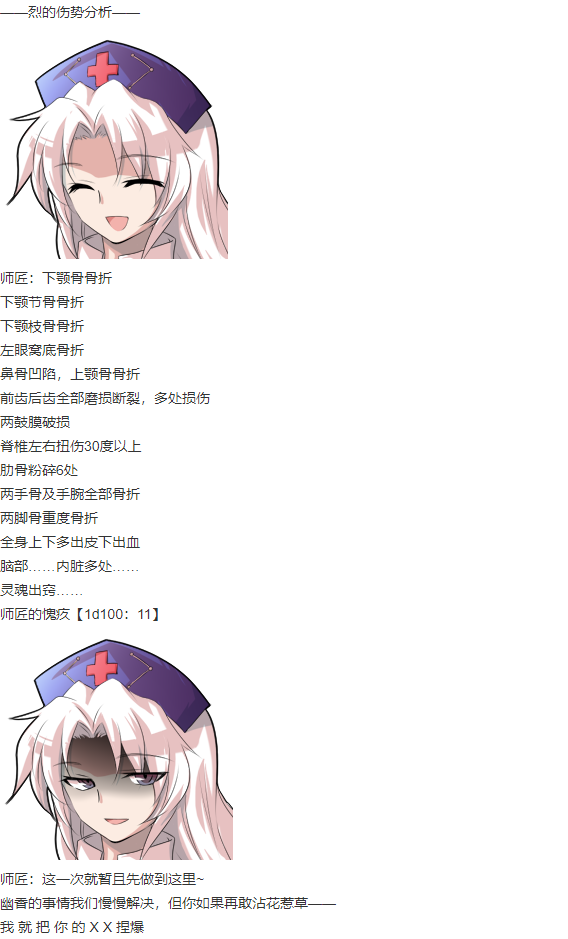 ——烈的伤势分析——
师匠：下颚骨骨折
下颚节骨骨折
下颚枝骨骨折
左眼窝底骨折
鼻骨凹陷，上颚骨骨折
前齿后齿全部磨损断裂，多处损伤
两鼓膜破损
脊椎左右扭伤30度以上
肋骨粉碎6处
两手骨及手腕全部骨折
两脚骨重度骨折
全身上下多出皮下出血
脑部……内脏多处……
灵魂出窍……
师匠的愧疚【1d100：11】
师匠：这一次就暂且先做到这里~
幽香的事情我们慢慢解决，但你如果再敢沾花惹草——
我 就 把 你 的 X X 捏爆